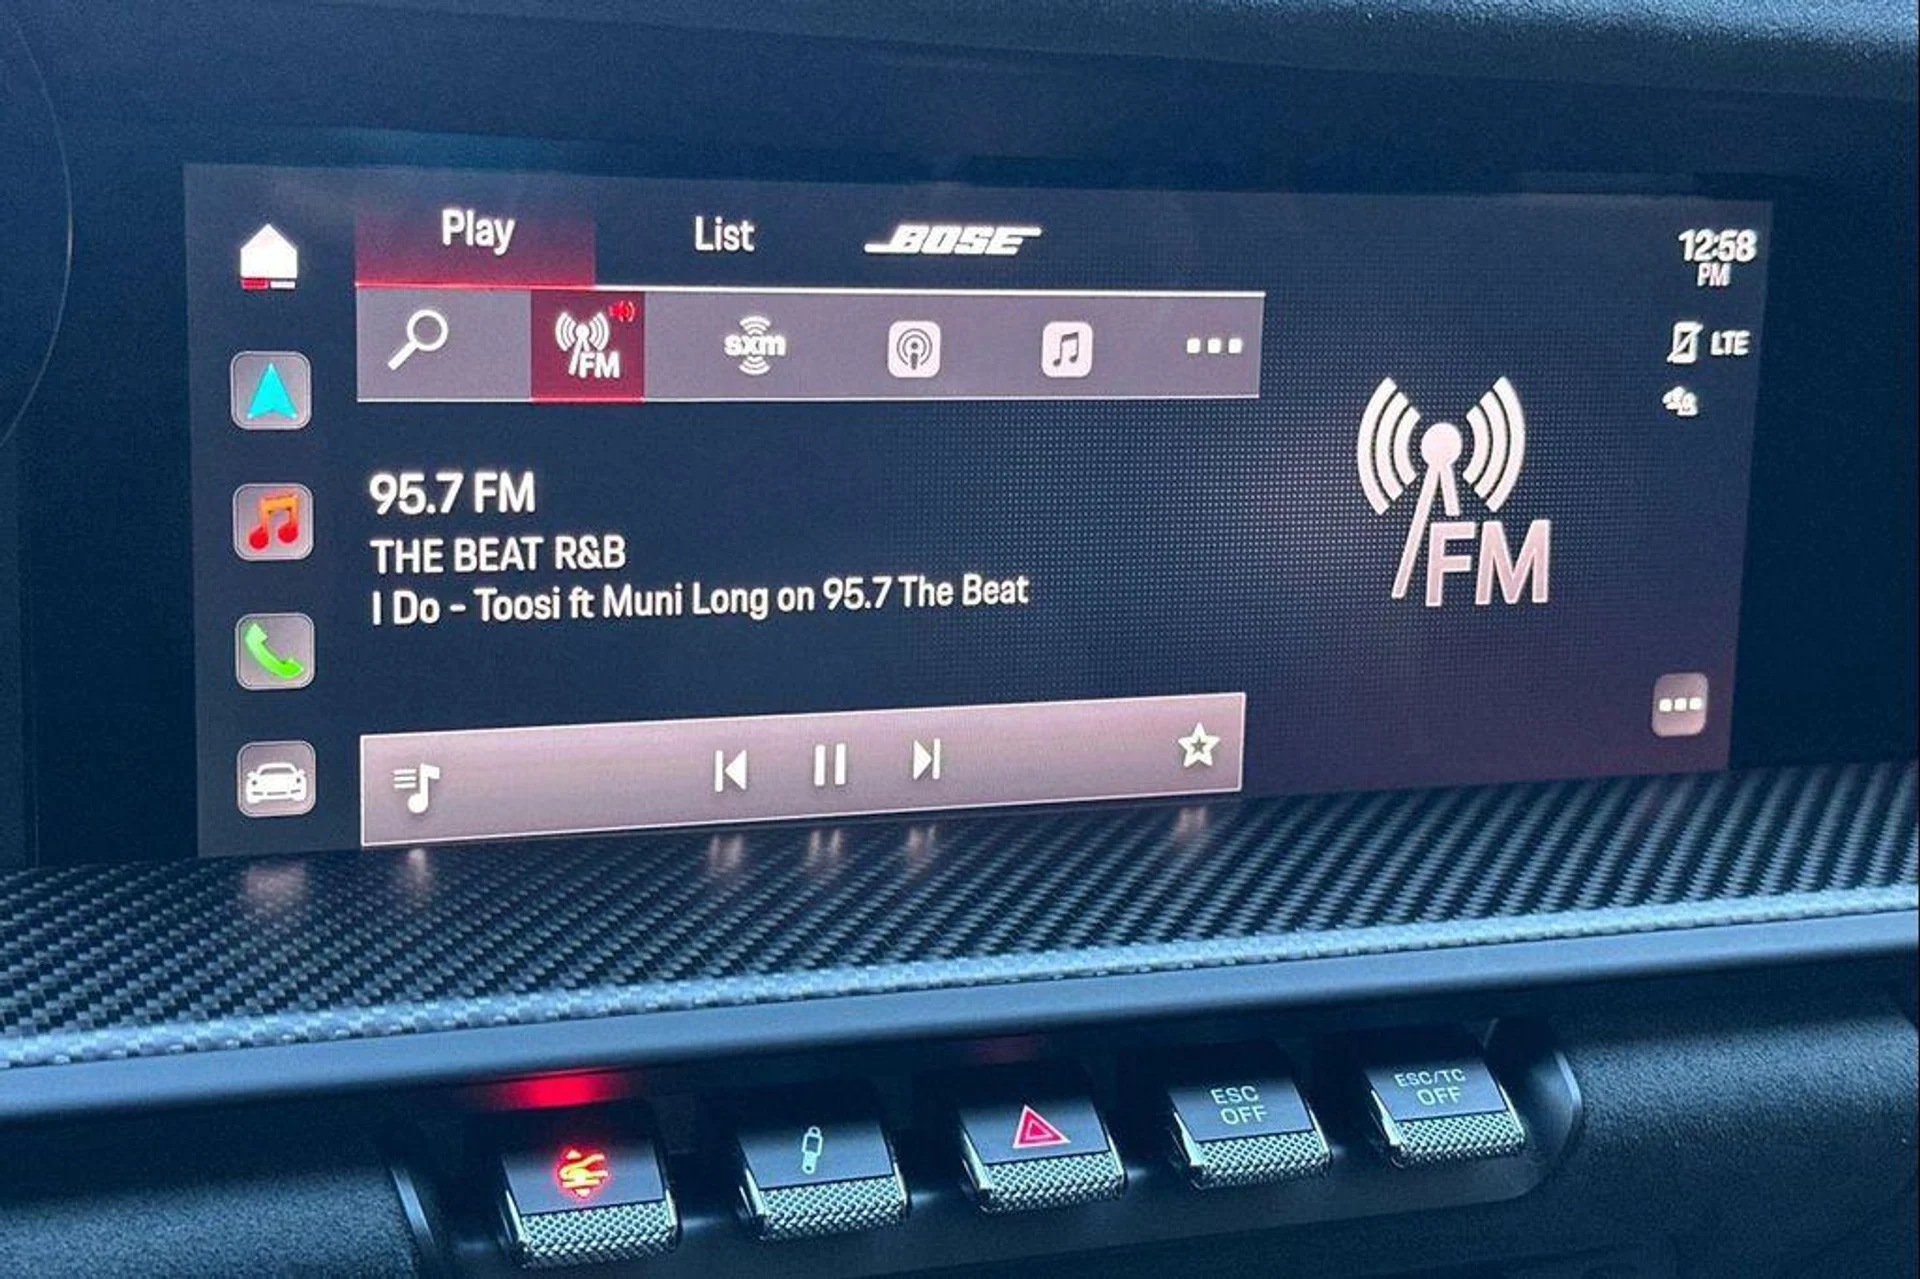 Play
List
BOSE
12:58
PM
FM
sxm
LTE
95.7 FM
THE BEAT R&B
I Do - Toosi ft Muni Long on 95.7 The Beat
FM
ESC
OFF
ESC/TC
OFF